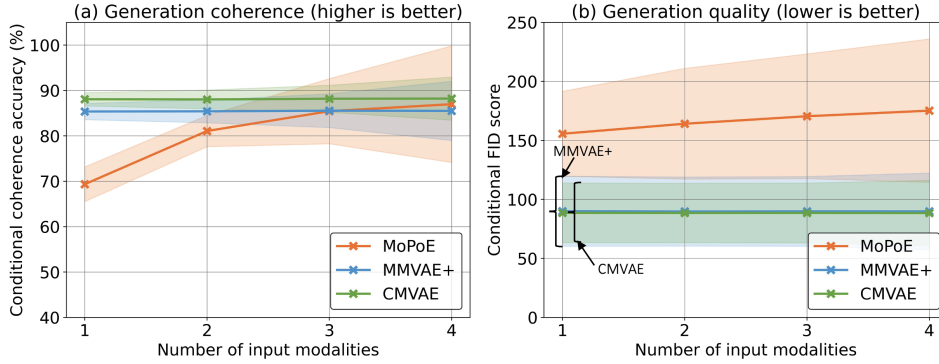 (a) Generation coherence (higher is better)
Conditional coherence accuracy (%)
100
90
80
70
60
50
40
1
2
3
4
Number of input modalities
MoPoE
MMVAE+
CMVAE
(b) Generation quality (lower is better)
Conditional FID score
250
200
150
100
50
0
1
2
3
4
Number of input modalities
MMVAE+
CMVAE
MoPoE
MMVAE+
CMVAE